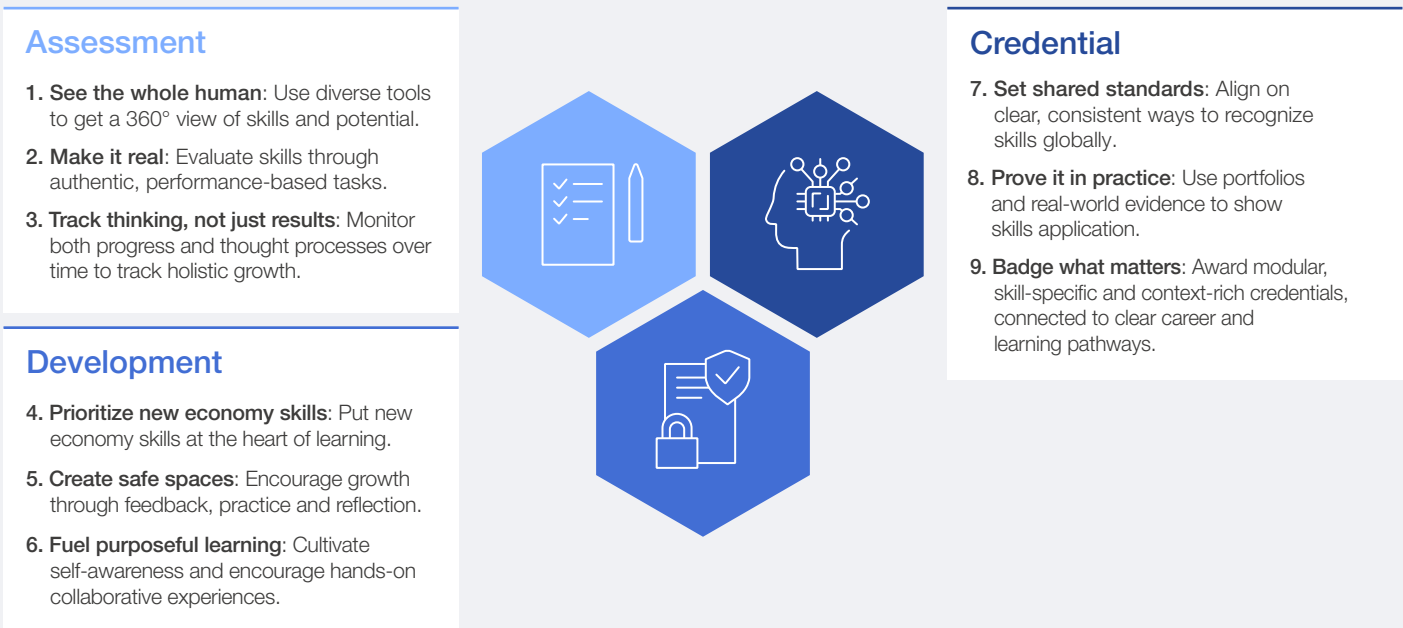 Assessment
1. See the whole human: Use diverse tools
to get a 360° view of skills and potential.
2. Make it real: Evaluate skills through
authentic, performance-based tasks.
3. Track thinking, not just results: Monitor
both progress and thought processes over
time to track holistic growth.
Development
4. Prioritize new economy skills: Put new
economy skills at the heart of learning.
5. Create safe spaces: Encourage growth
through feedback, practice and reflection.
6. Fuel purposeful learning: Cultivate
self-awareness and encourage hands-on
collaborative experiences.
Credential
7. Set shared standards: Align on
clear, consistent ways to recognize
skills globally.
8. Prove it in practice: Use portfolios
and real-world evidence to show
skills application.
9. Badge what matters: Award modular,
skill-specific and context-rich credentials,
connected to clear career and
learning pathways.